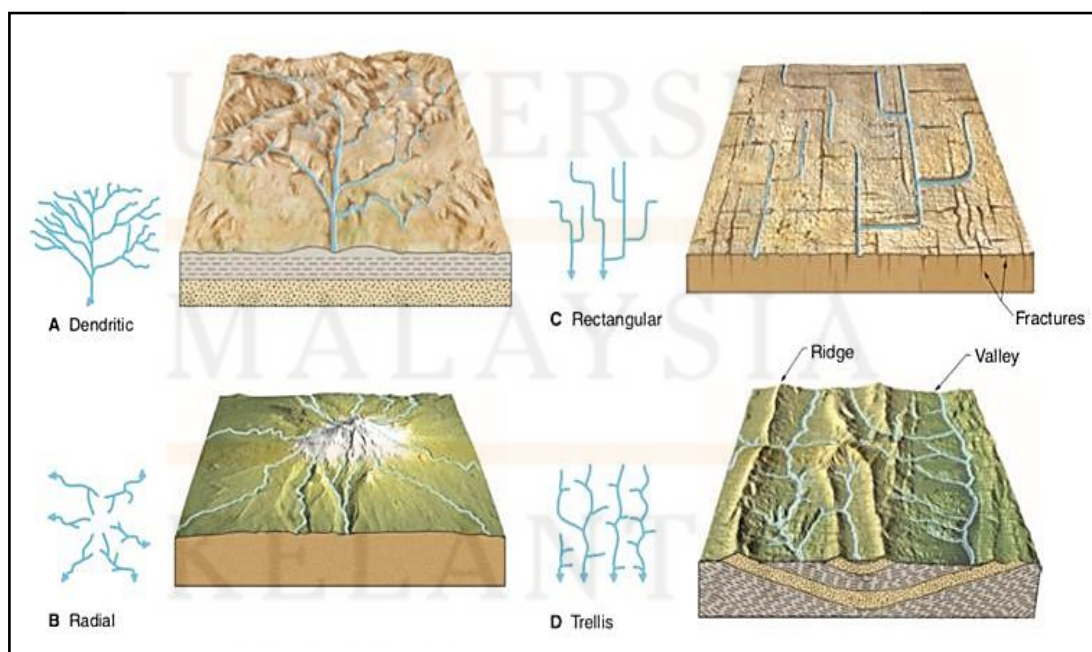 UNIVERSITI
MALAYSIA
KELANTAN
A Dendritic
C Rectangular
Fractures
Ridge
Valley
B Radial
D Trellis